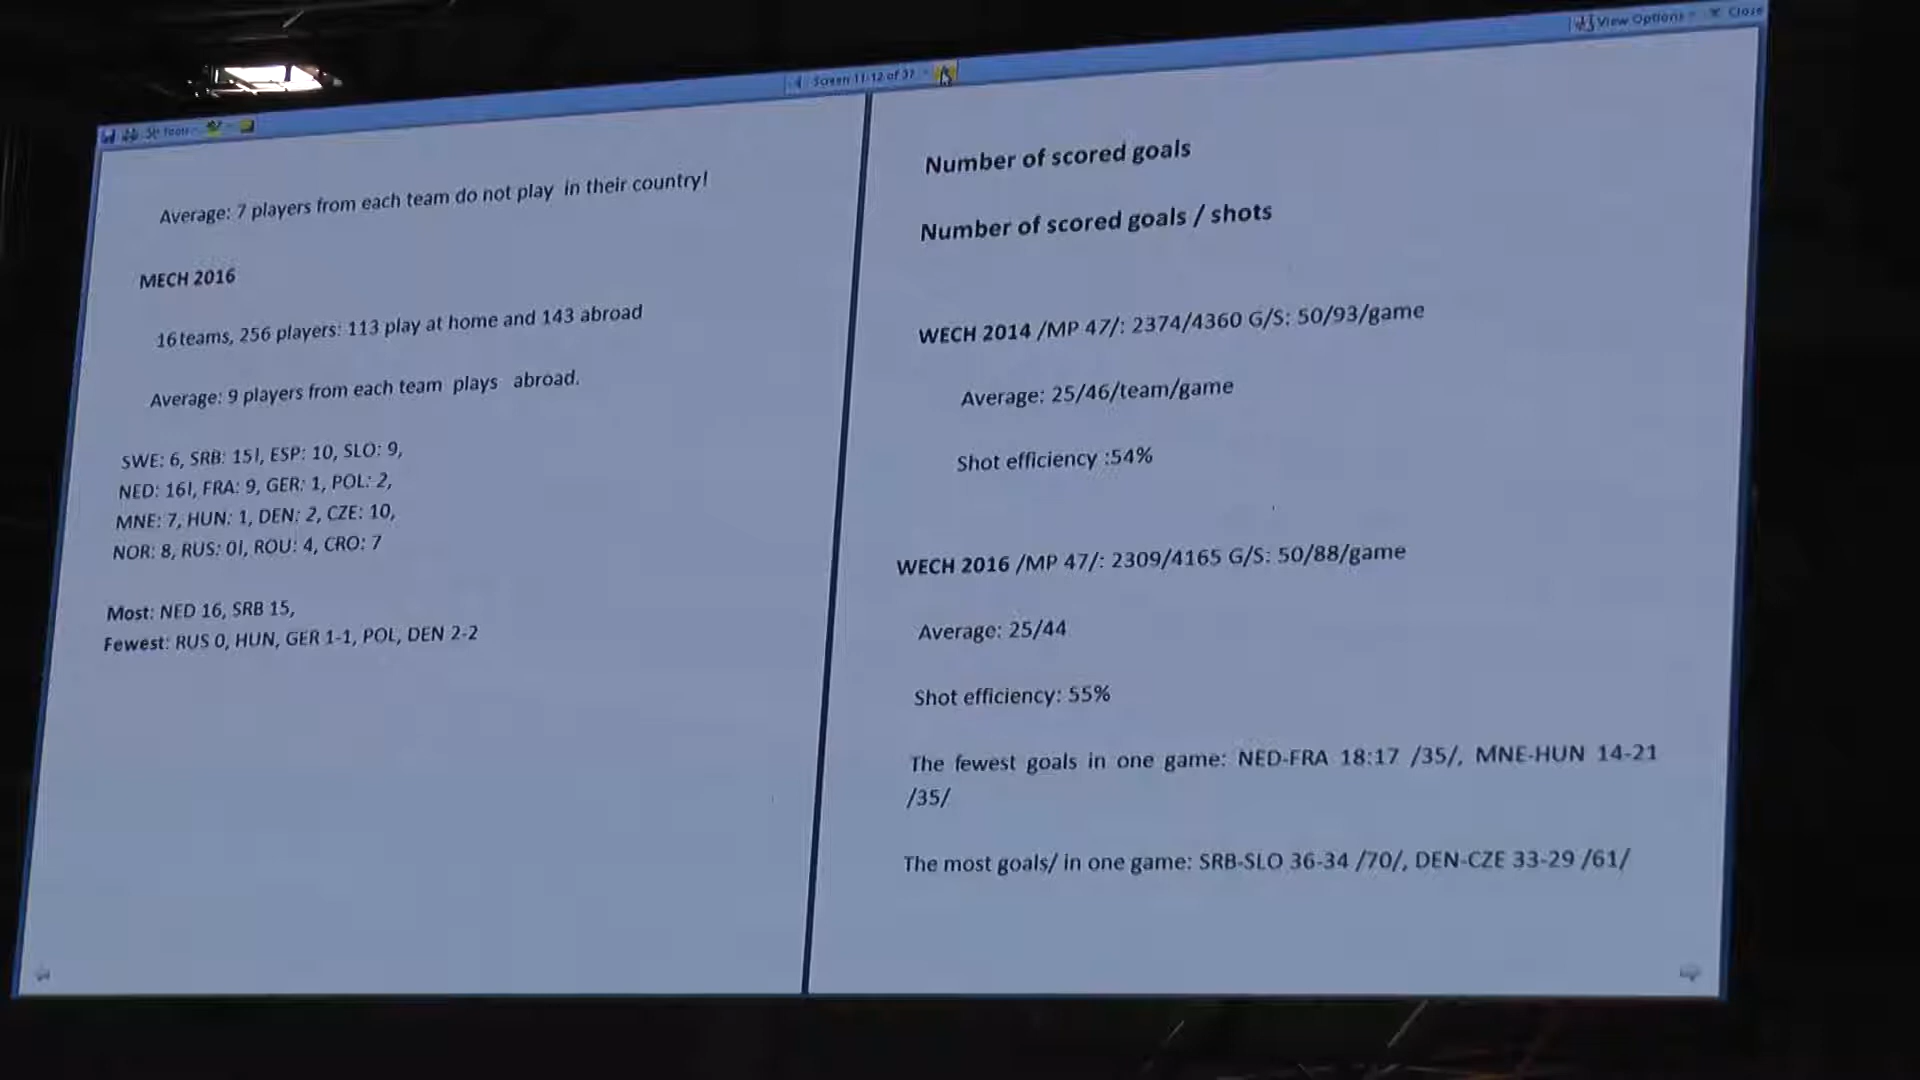 View Options
Close
Screen 11-12 of 37
Tools
Average: 7 players from each team do not play in their country!
MECH 2016
16 teams, 256 players: 113 play at home and 143 abroad
Average: 9 players from each team plays abroad.
SWE: 6, SRB: 15!, ESP: 10, SLO: 9,
NED: 16!, FRA: 9, GER: 1, POL: 2,
MNE: 7, HUN: 1, DEN: 2, CZE: 10,
NOR: 8, RUS: 0!, ROU: 4, CRO: 7
Most: NED 16, SRB 15,
Fewest: RUS 0, HUN, GER 1-1, POL, DEN 2-2
Number of scored goals
Number of scored goals / shots
WECH 2014 /MP 47/: 2374/4360 G/S: 50/93/game
Average: 25/46/team/game
Shot efficiency :54%
WECH 2016 /MP 47/: 2309/4165 G/S: 50/88/game
Average: 25/44
Shot efficiency: 55%
The fewest goals in one game: NED-FRA 18:17 /35/, MNE-HUN 14-21
/35/
The most goals/ in one game: SRB-SLO 36-34 /70/, DEN-CZE 33-29 /61/